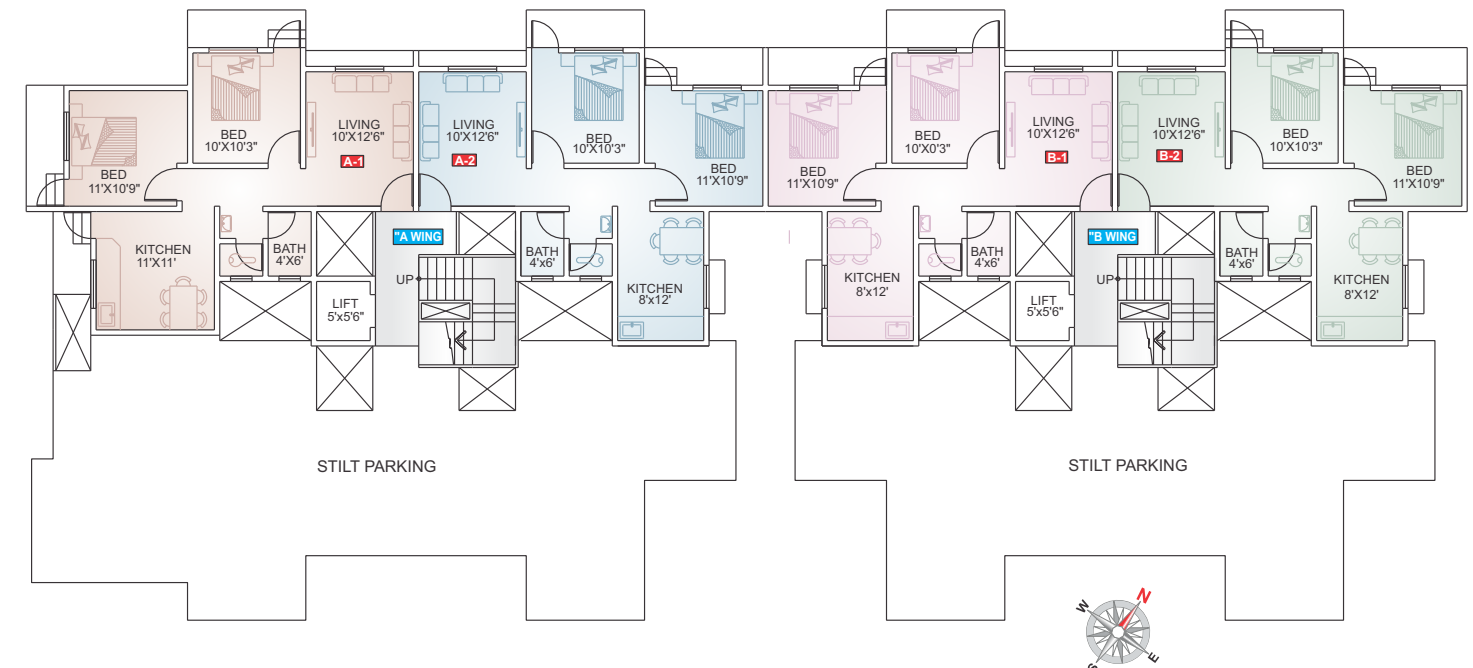 BED
10'X10'3"
LIVING
10'X12'6"
A-1
LIVING
10'X12'6"
A-2
BED
10'X10'3"
BED
11'X10'9"
BED
11'X10'9"
KITCHEN
11'X11'
BATH
4'X6'
"A WING
UP
LIFT
5'x5'6"
BATH
4'x6'
KITCHEN
8'x12'
BED
11'X10'9"
BED
10'X0'3"
LIVING
10'X12'6"
B-1
LIVING
10'X12'6"
B-2
BED
10'X10'3"
BED
11'X10'9"
KITCHEN
8'x12'
BATH
4'x6'
"B WING
UP
LIFT
5'x5'6"
BATH
4'x6'
KITCHEN
8'X12'
STILT PARKING
STILT PARKING
N
W
E
S